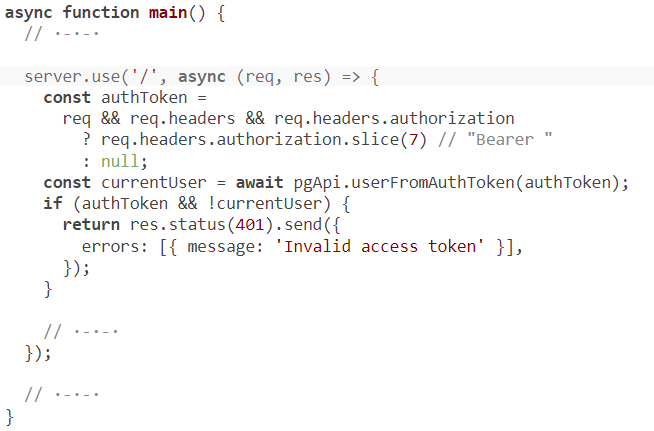 async function main() {
  // ·-·-·
  server.use('/', async (req, res) => {
    const authToken =
      req && req.headers && req.headers.authorization
        ? req.headers.authorization.slice(7) // "Bearer "
        : null;
    const currentUser = await pgApi.userFromAuthToken(authToken);
    if (authToken && !currentUser) {
      return res.status(401).send({
        errors: [{ message: 'Invalid access token' }],
      });
    }
    // ·-·-·
  });
  // ·-·-·
}